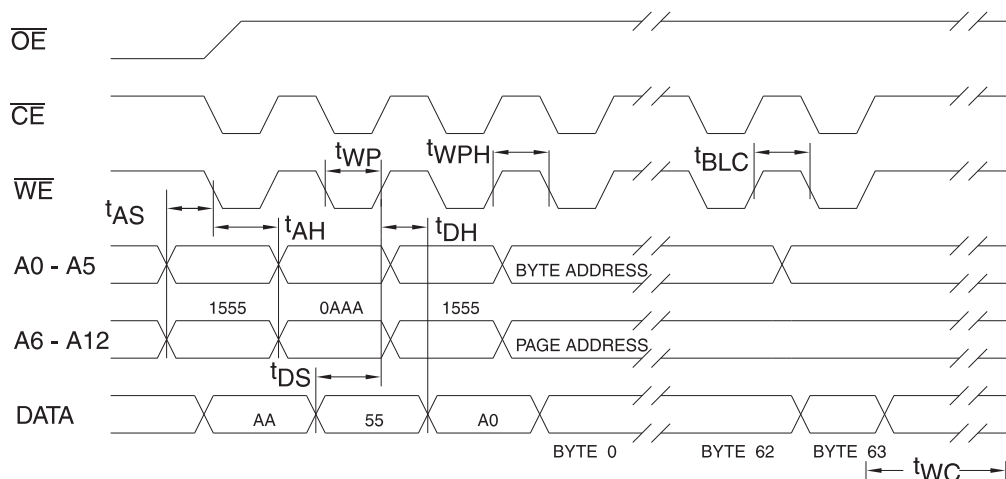 OE
CE
tWP
tWPH
tBLC
WE
tAS
tAH
tDH
A0 - A5
BYTE ADDRESS
1555
0AAA
1555
A6 - A12
PAGE ADDRESS
tDS
DATA
AA
55
A0
BYTE 0
BYTE 62
BYTE 63
tWC